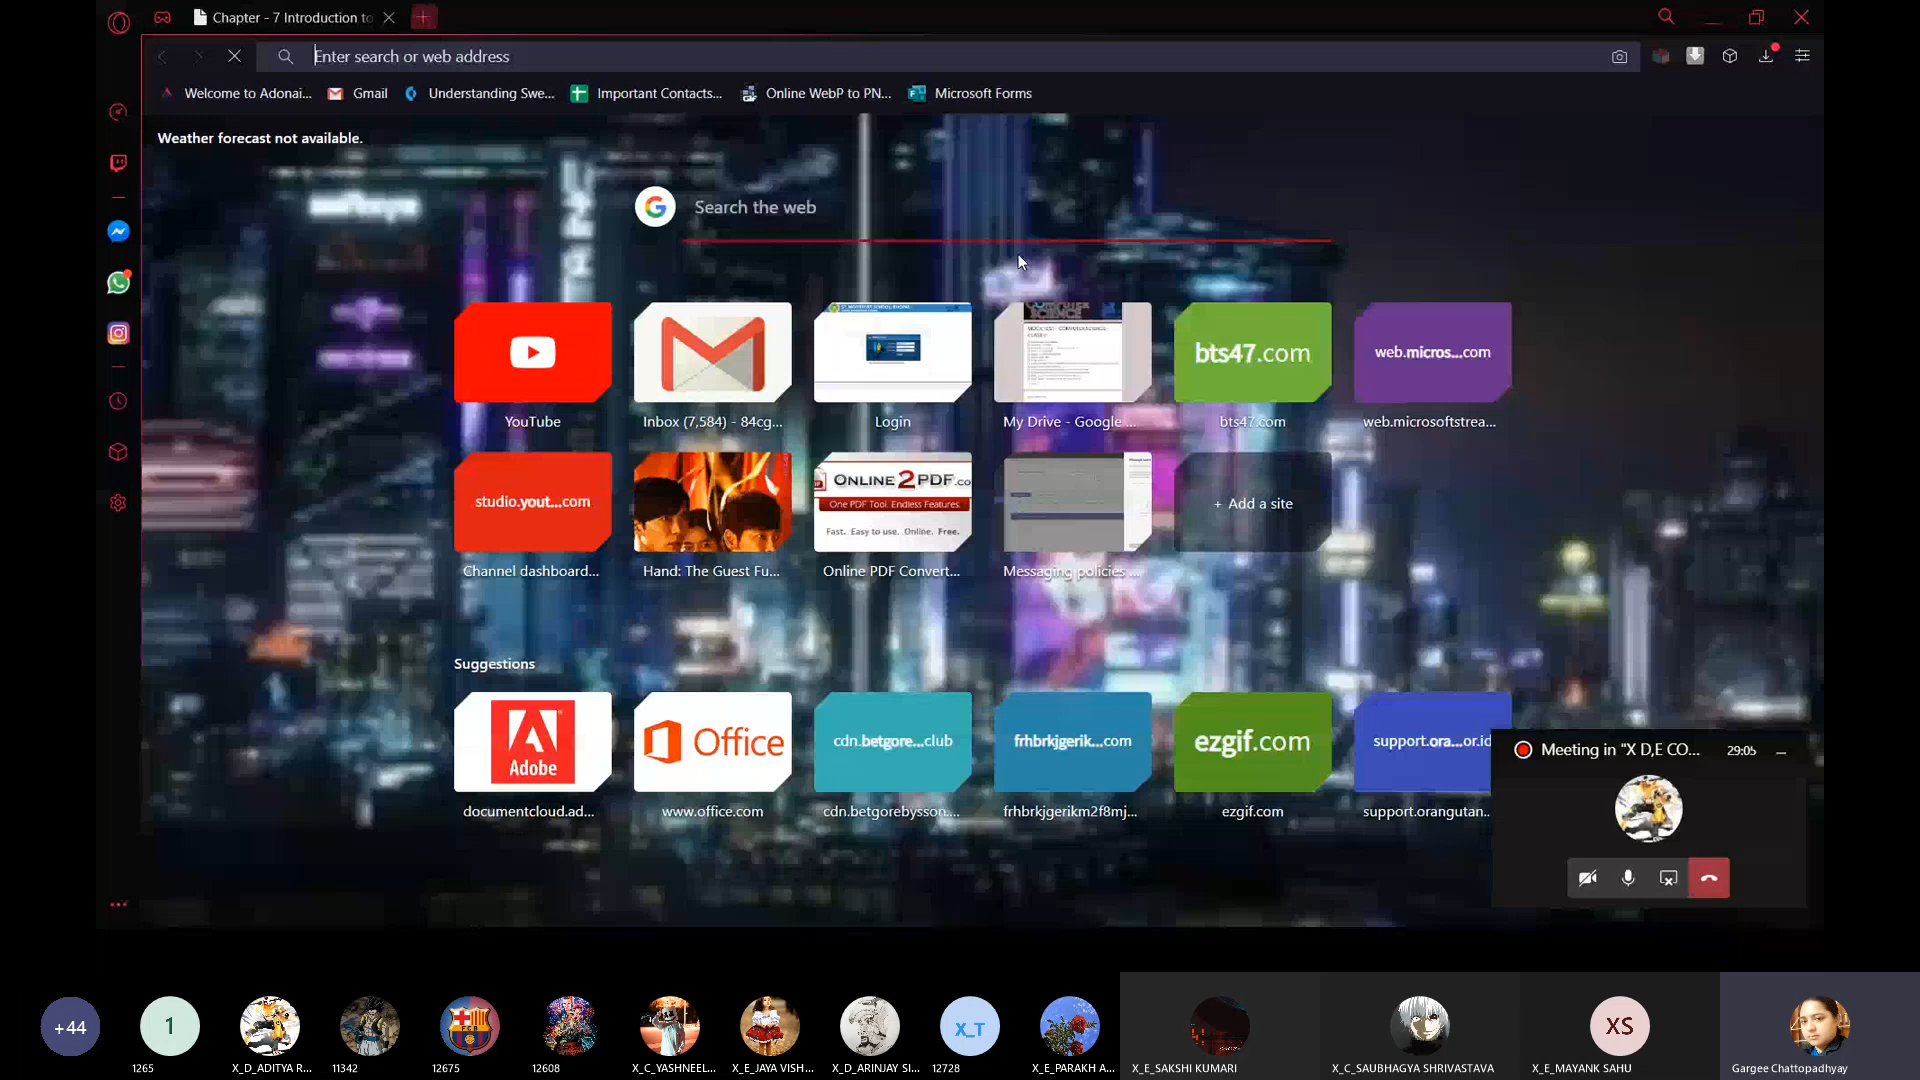 Chapter - 7 Introduction to
Enter search or web address
Welcome to Adonai...
Gmail
Understanding Swe...
Important Contacts...
Online WebP to PN...
Microsoft Forms
Weather forecast not available.
Search the web
bts47.com
web.micros...com
YouTube
Inbox (7,584) - 84cg...
Login
My Drive - Google ...
bts47.com
web.microsoftstrea...
studio.yout...com
ONLINE2PDF.co
One PDF Tool. Endless Features.
Fast. Easy to use. Online. Free.
+ Add a site
Channel dashboard...
Hand: The Guest Fu...
Online PDF Convert...
Messaging policies ...
Suggestions
Adobe
Office
cdn.betgore...club
frhbrkjgerik...com
ezgif.com
support.ora...or.id
Meeting in "X D,E CO...
29:05
documentcloud.ad...
www.office.com
cdn.betgorebysson....
frhbrkjgerikm2f8mj...
ezgif.com
support.orangutan..
+44
1
FCB
X_T
XS
1265
X_D_ADITYA R...
11342
12675
12608
X_C_YASHNEEL...
X_E_JAYA VISH...
X_D_ARINJAY SI...
12728
X_E_PARAKH A...
X_E_SAKSHI KUMARI
X_C_SAUBHAGYA SHRIVASTAVA
X_E_MAYANK SAHU
Gargee Chattopadhyay